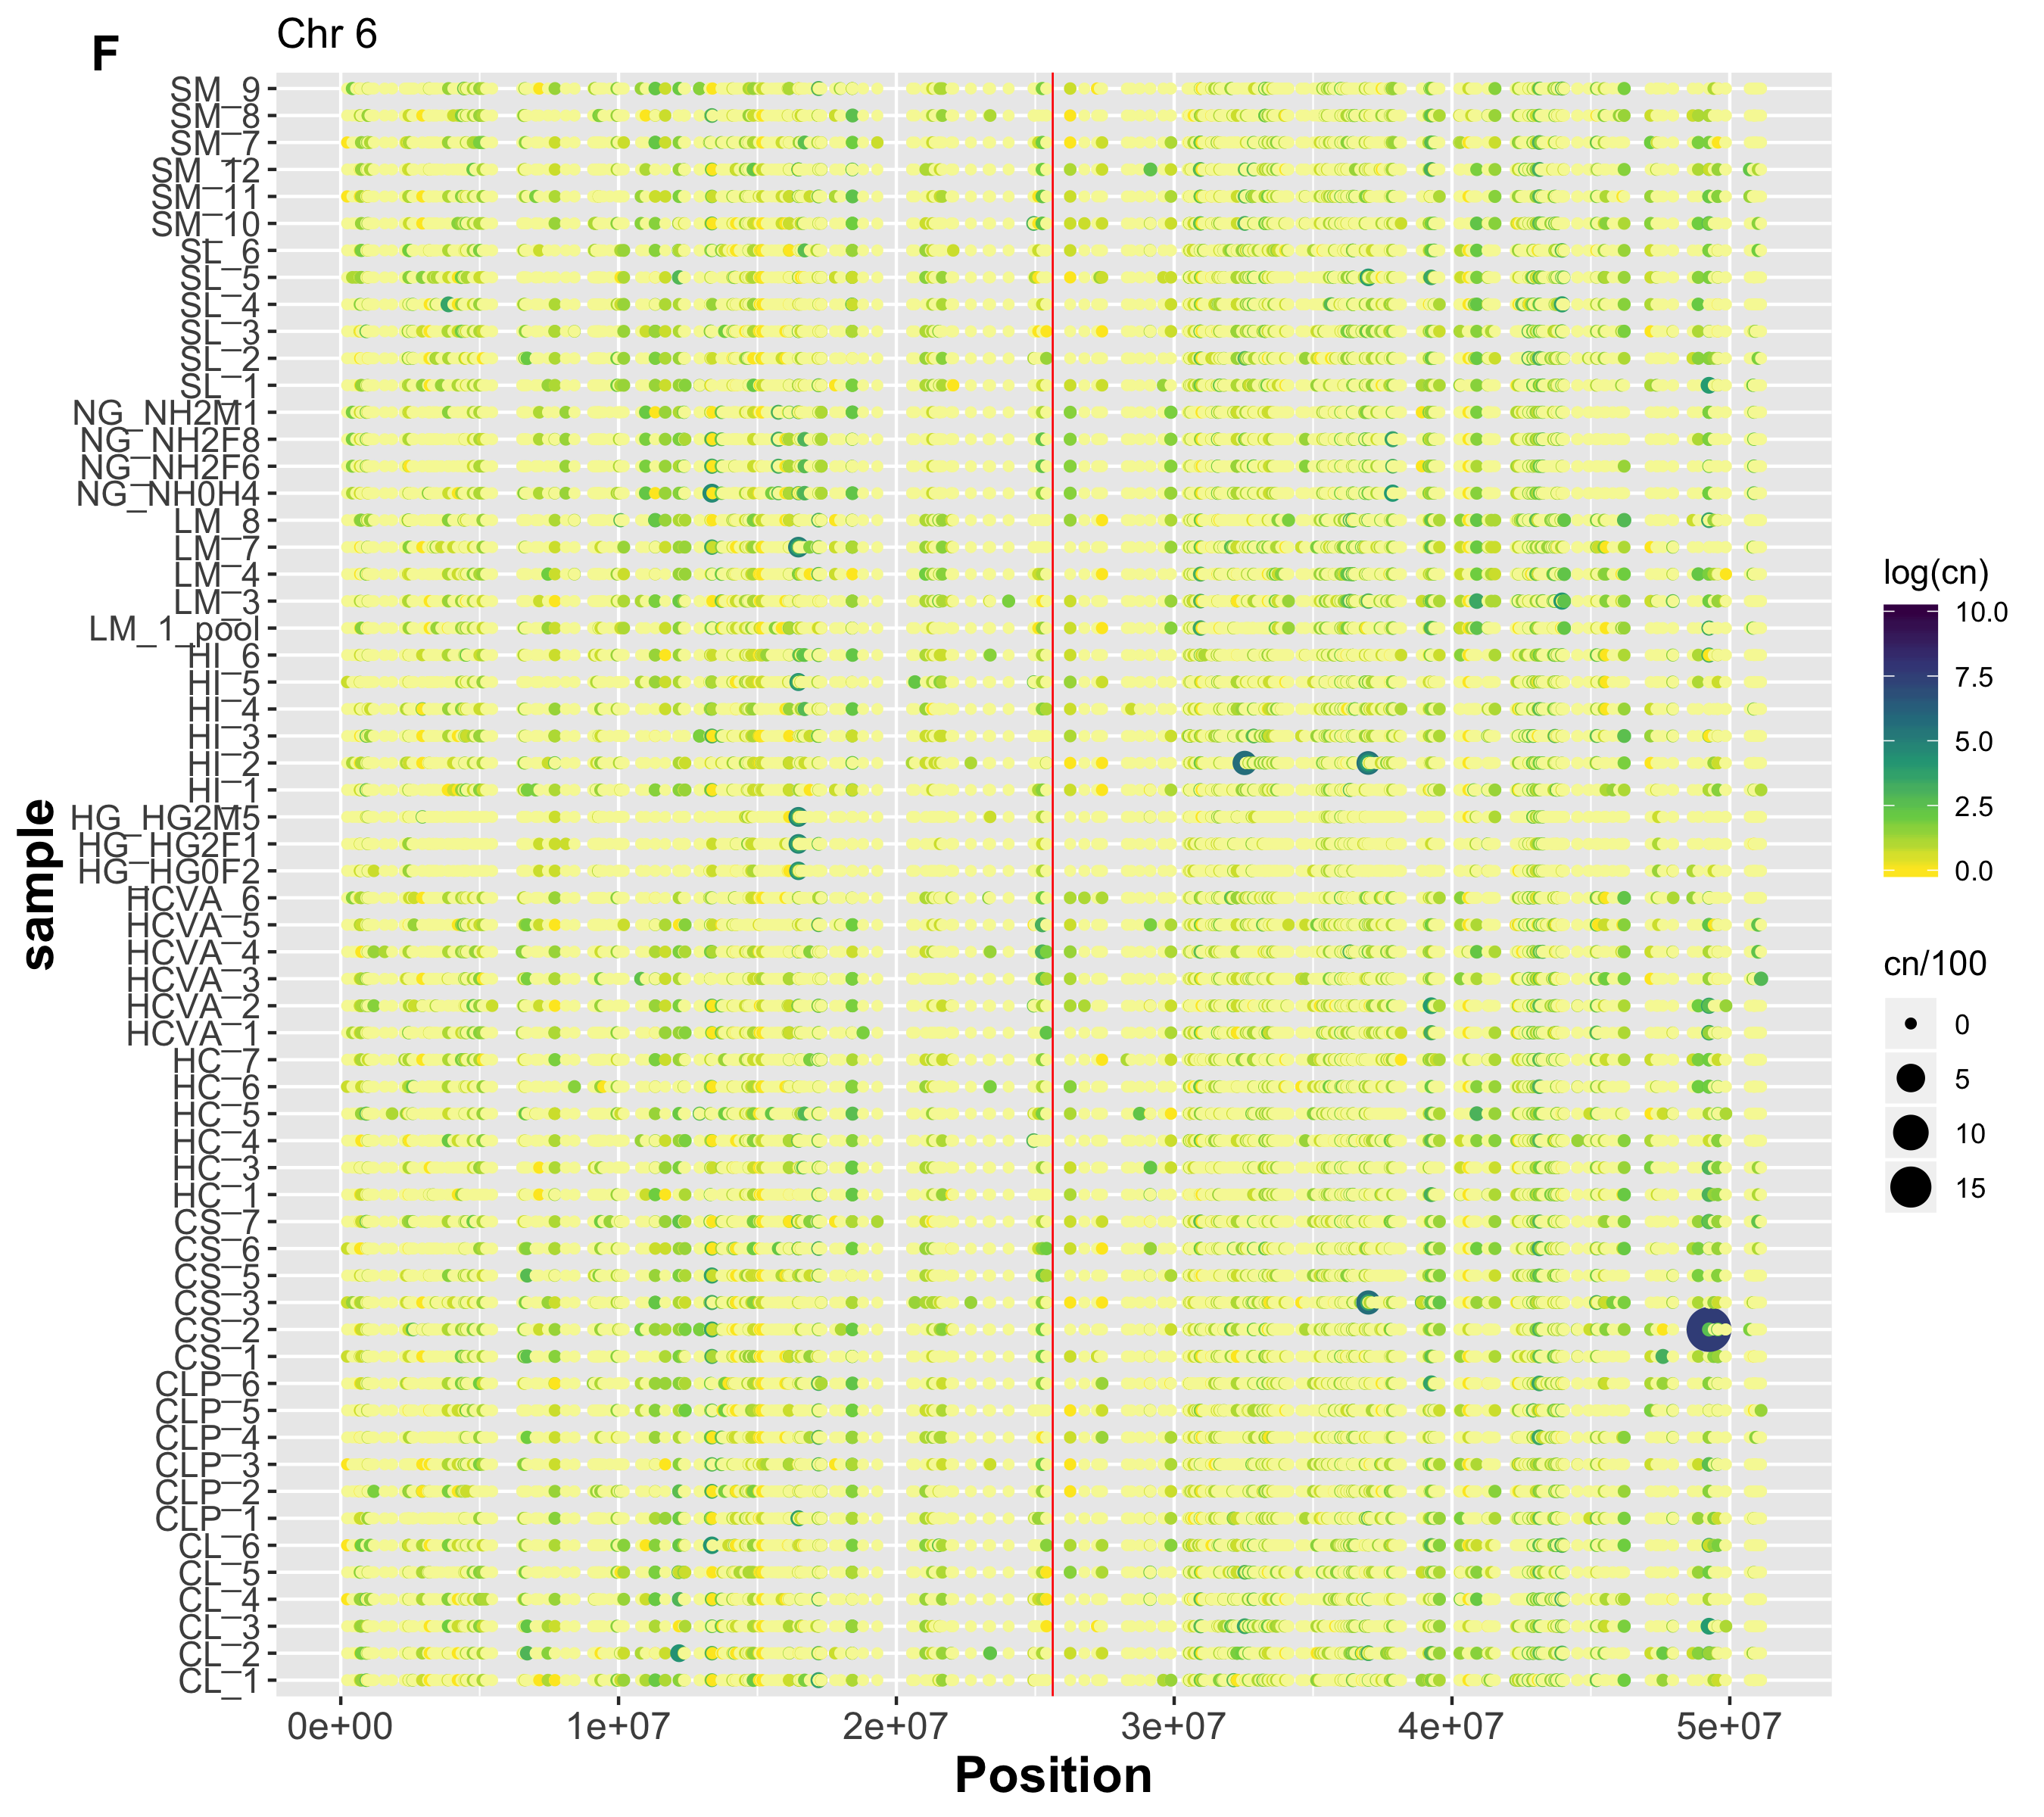 F
Chr 6
SM_9
SM_8
SM_7
SM_12
SM_11
SM_10
SL_6
SL_5
SL_4
SL_3
SL_2
SL_1
NG_NH2M1
NG_NH2F8
NG_NH2F6
NG_NH0H4
LM_8
LM_7
LM_4
LM_3
LM_1_pool
HI_6
HI_5
HI_4
HI_3
HI_2
HI_1
HG_HG2M5
HG_HG2F1
HG_HG0F2
HCVA_6
HCVA_5
HCVA_4
HCVA_3
HCVA_2
HCVA_1
HC_7
HC_6
HC_5
HC_4
HC_3
HC_1
CS_7
CS_6
CS_5
CS_3
CS_2
CS_1
CLP_6
CLP_5
CLP_4
CLP_3
CLP_2
CLP_1
CL_6
CL_5
CL_4
CL_3
CL_2
CL_1
sample
0e+00 1e+07 2e+07 3e+07 4e+07 5e+07
Position
log(cn)
10.0
7.5
5.0
2.5
0.0
cn/100
0
5
10
15